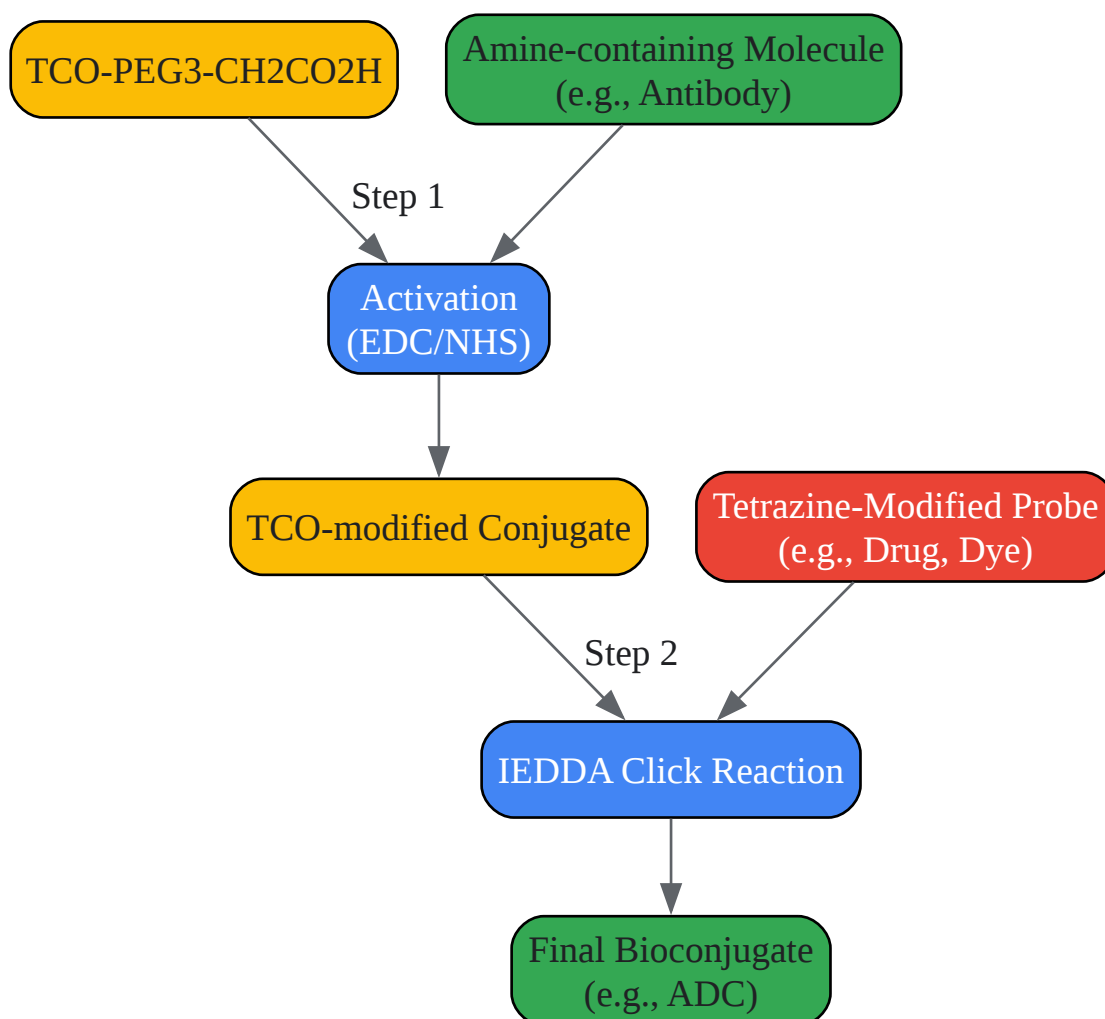 TCO-PEG3-CH2CO2H
Amine-containing Molecule
(e.g., Antibody)
Step 1
Activation
(EDC/NHS)
TCO-modified Conjugate
Tetrazine-Modified Probe
(e.g., Drug, Dye)
Step 2
IEDDA Click Reaction
Final Bioconjugate
(e.g., ADC)